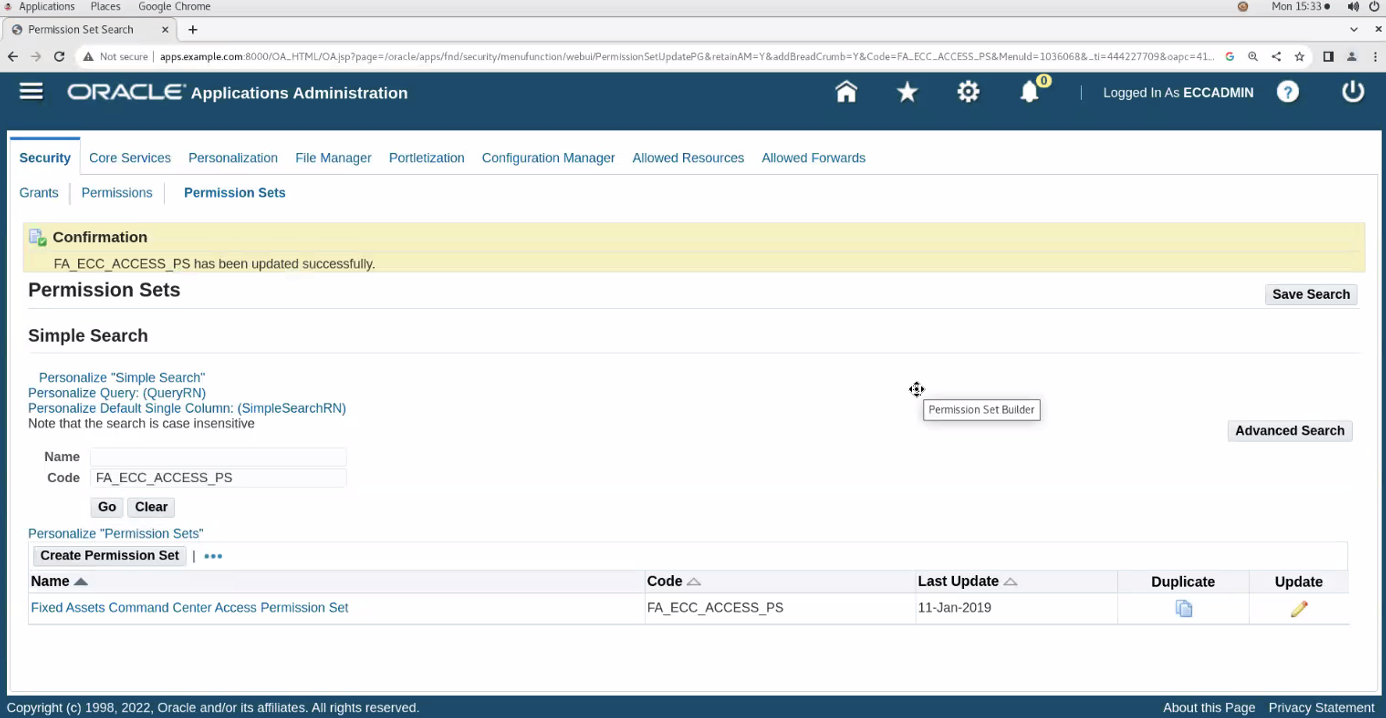 Applications Places Google Chrome Mon 15:33
Permission Set Search
Not secure apps.example.com:8000/OA_HTML/OA.jsp?page=/oracle/apps/fnd/security/menufunction/webui/PermissionSetUpdatePG&retainAM=Y&addBreadCrumb=Y&Code=FA_ECC_ACCESS_PS&MenuId=1036068&_ti=444227709&oapc=41...
ORACLE Applications Administration 0 Logged In As ECCADMIN ?
Security Core Services Personalization File Manager Portletization Configuration Manager Allowed Resources Allowed Forwards
Grants Permissions Permission Sets
Confirmation
FA_ECC_ACCESS_PS has been updated successfully.
Permission Sets
Save Search
Simple Search
Personalize "Simple Search"
Personalize Query: (QueryRN)
Personalize Default Single Column: (SimpleSearchRN)
Permission Set Builder
Note that the search is case insensitive
Advanced Search
Name
Code FA_ECC_ACCESS_PS
Go Clear
Personalize "Permission Sets"
Create Permission Set | •••
Name Code Last Update Duplicate Update
Fixed Assets Command Center Access Permission Set FA_ECC_ACCESS_PS 11-Jan-2019
Copyright (c) 1998, 2022, Oracle and/or its affiliates. All rights reserved. About this Page Privacy Statement